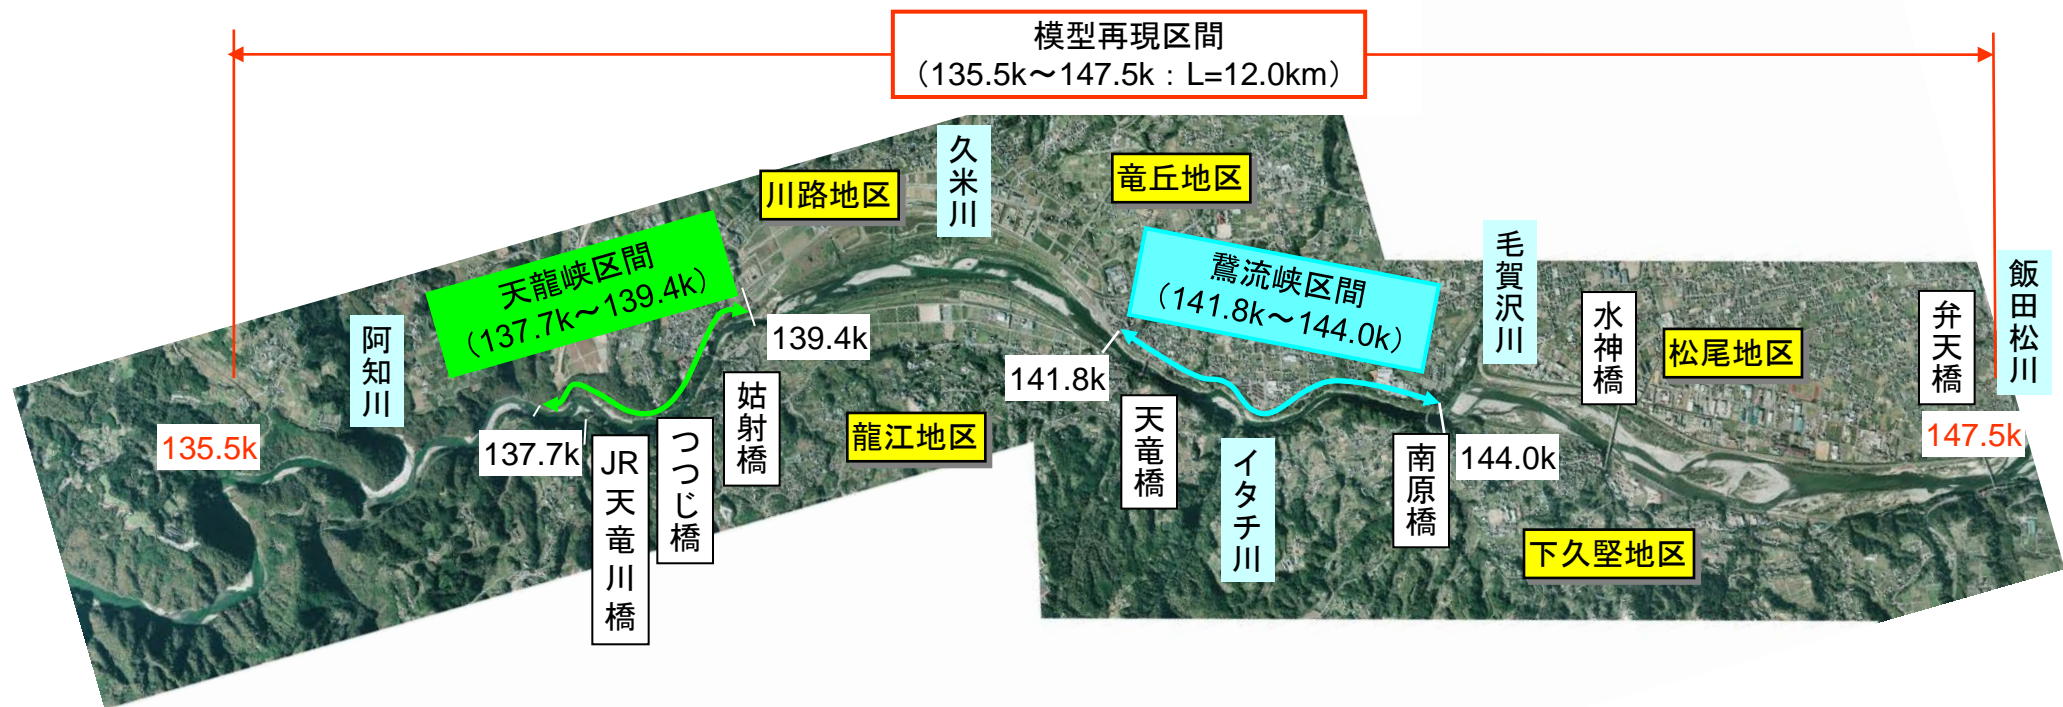 模型再現区間
（135.5k～147.5k：L=12.0km）
久米川
竜丘地区
川路地区
天龍峡区間
（137.7k～139.4k）
鵞流峡区間
（141.8k～144.0k）
毛賀沢川
飯田松川
阿知川
139.4k
水神橋
松尾地区
弁天橋
141.8k
姑射橋
天竜橋
龍江地区
135.5k
137.7k
JR天竜川橋
つつじ橋
イタチ川
南原橋
144.0k
147.5k
下久堅地区